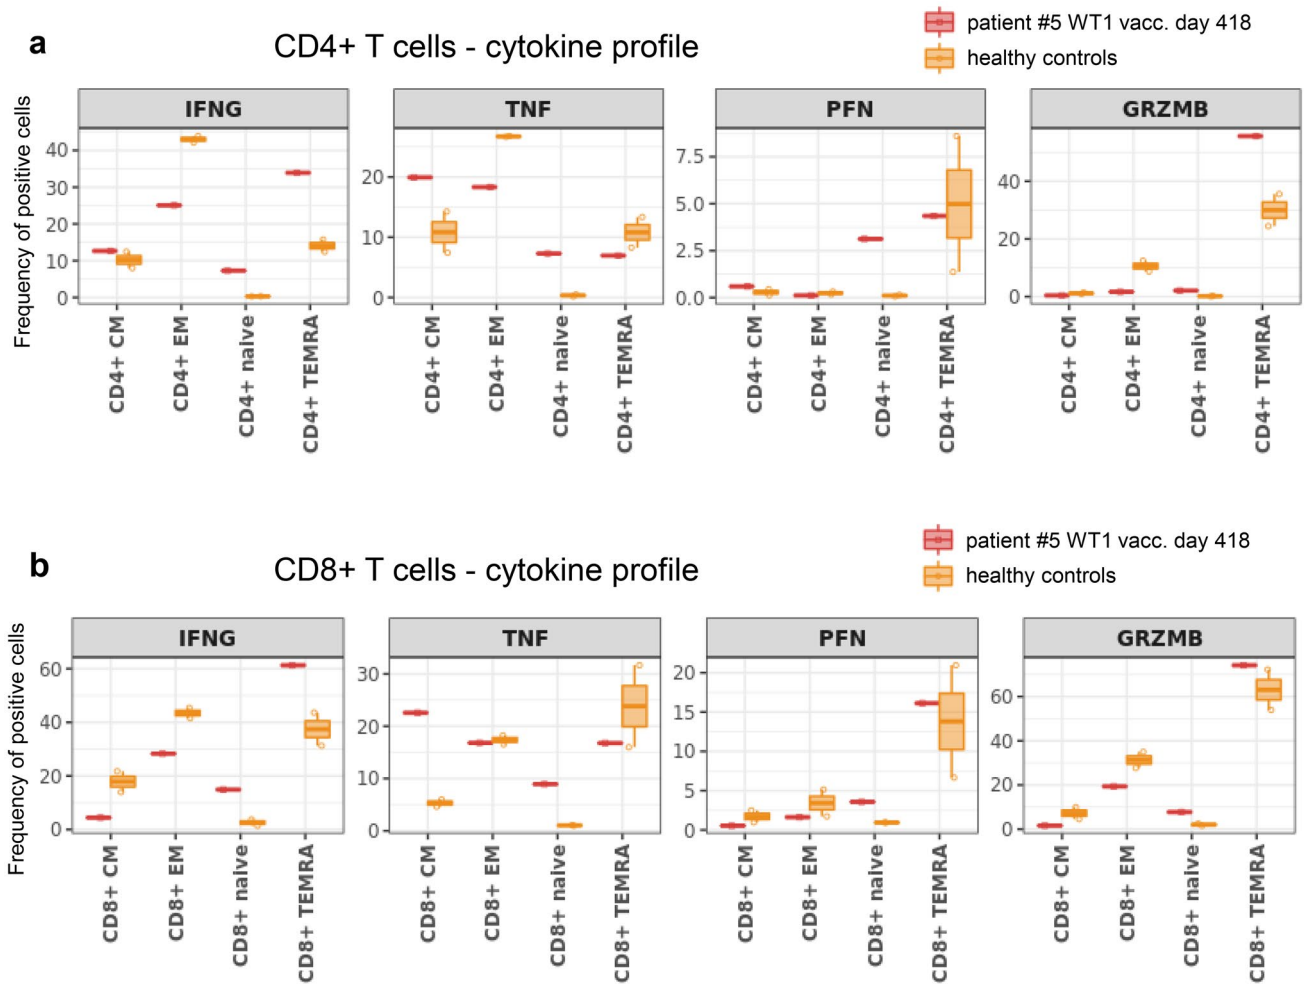 a
CD4+ T cells - cytokine profile
patient #5 WT1 vacc. day 418
healthy controls
Frequency of positive cells
IFNG
TNF
PFN
GRZMB
40
30
20
10
0
20
10
0
7.5
5.0
2.5
0.0
40
20
0
CD4+ CM
CD4+ EM
CD4+ naive
CD4+ TEMRA
CD4+ CM
CD4+ EM
CD4+ naive
CD4+ TEMRA
CD4+ CM
CD4+ EM
CD4+ naive
CD4+ TEMRA
CD4+ CM
CD4+ EM
CD4+ naive
CD4+ TEMRA
b
CD8+ T cells - cytokine profile
patient #5 WT1 vacc. day 418
healthy controls
Frequency of positive cells
IFNG
TNF
PFN
GRZMB
60
40
20
0
30
20
10
0
20
15
10
5
0
60
40
20
0
CD8+ CM
CD8+ EM
CD8+ naive
CD8+ TEMRA
CD8+ CM
CD8+ EM
CD8+ naive
CD8+ TEMRA
CD8+ CM
CD8+ EM
CD8+ naive
CD8+ TEMRA
CD8+ CM
CD8+ EM
CD8+ naive
CD8+ TEMRA